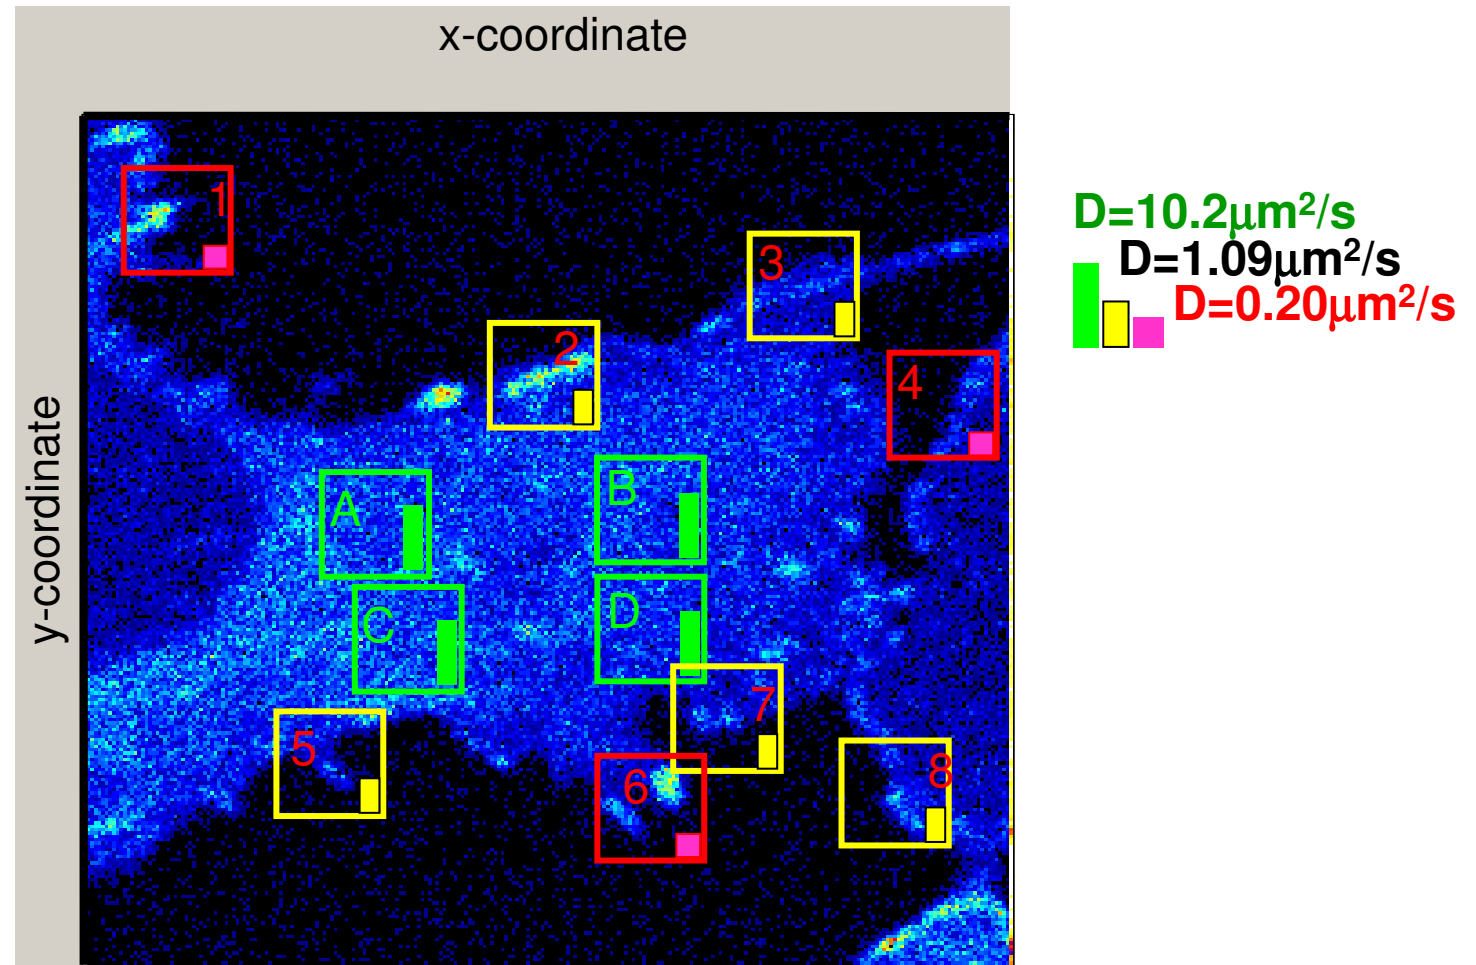 x-coordinate
y-coordinate
1
2
3
4
A
B
C
D
5
6
7
8
D=10.2μm²/s
D=1.09μm²/s
D=0.20μm²/s